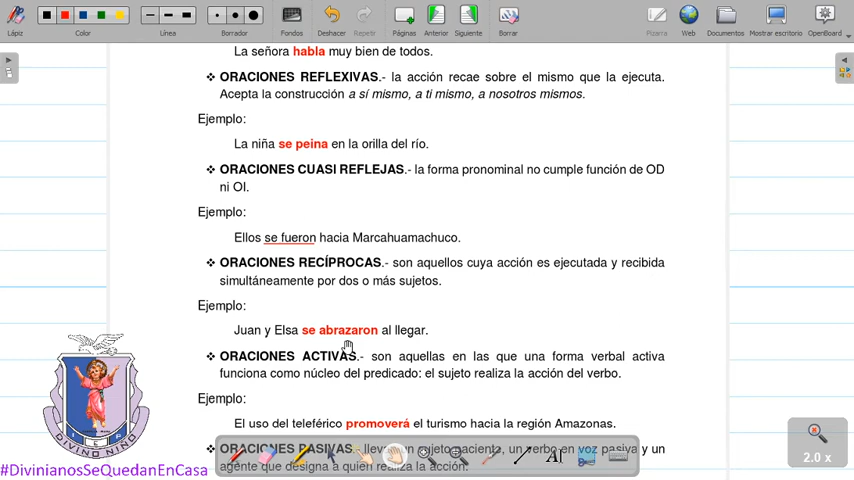 Lápiz Color Línea Borrador Fondos Deshacer Repetir Páginas Anterior Siguiente Borrar Pizarra Web Documentos Mostrar escritorio OpenBoard
La señora habla muy bien de todos.
❖ ORACIONES REFLEXIVAS.- la acción recae sobre el mismo que la ejecuta.
Acepta la construcción a sí mismo, a ti mismo, a nosotros mismos.
Ejemplo:
La niña se peina en la orilla del río.
❖ ORACIONES CUASI REFLEJAS.- la forma pronominal no cumple función de OD
ni OI.
Ejemplo:
Ellos se fueron hacia Marcahuamachuco.
❖ ORACIONES RECÍPROCAS.- son aquellos cuya acción es ejecutada y recibida
simultáneamente por dos o más sujetos.
Ejemplo:
Juan y Elsa se abrazaron al llegar.
❖ ORACIONES ACTIVAS.- son aquellas en las que una forma verbal activa
funciona como núcleo del predicado: el sujeto realiza la acción del verbo.
Ejemplo:
El uso del teleférico promoverá el turismo hacia la región Amazonas.
❖ ORACIONES PASIVAS.- llevan un sujeto paciente, un verbo en voz pasiva y un
agente que designa a quien realiza la acción.
DIVINO NIÑO
#DivinianosSeQuedanEnCasa
2.0 x